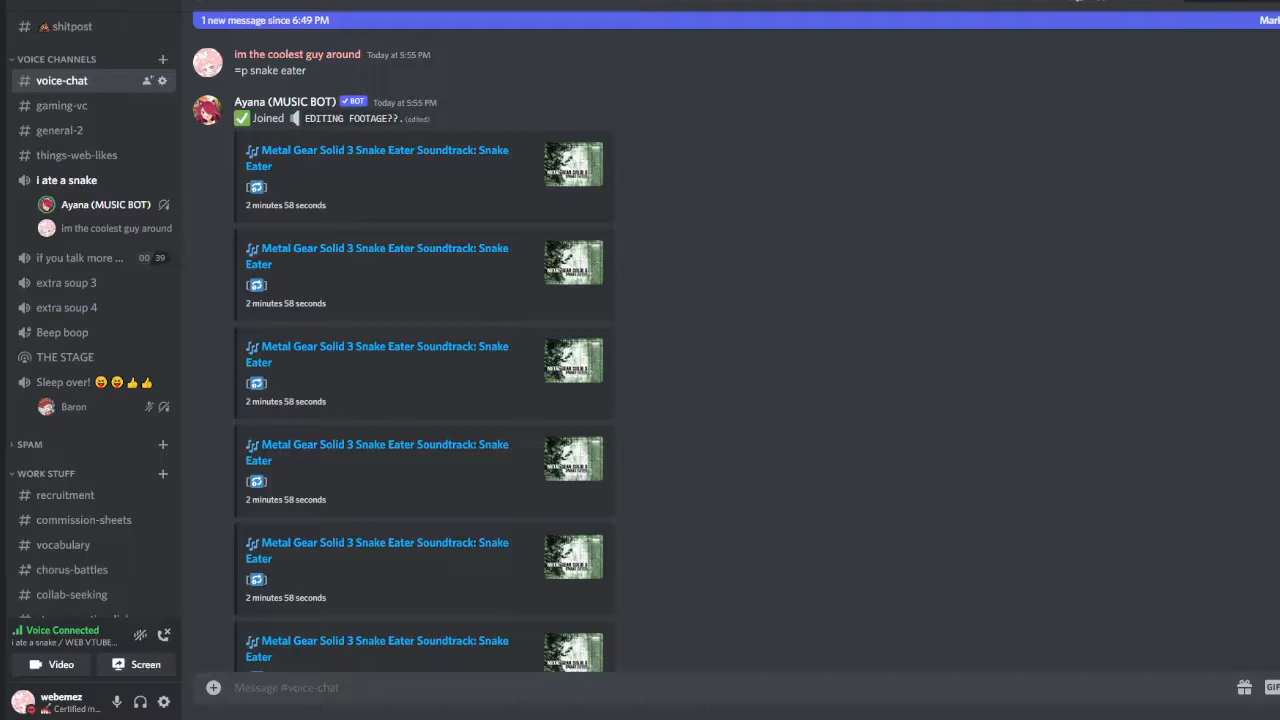 shitpost
VOICE CHANNELS
voice-chat
gaming-vc
general-2
things-web-likes
i ate a snake
Ayana (MUSIC BOT)
im the coolest guy around
if you talk more ... 00 39
extra soup 3
extra soup 4
Beep boop
THE STAGE
Sleep over! 😛 😛 👍 👍
Baron
SPAM
WORK STUFF
recruitment
commission-sheets
vocabulary
chorus-battles
collab-seeking
Voice Connected
i ate a snake / WEB VTUBE...
Video Screen
webemez
Certified m...
1 new message since 6:49 PM
Mar
im the coolest guy around Today at 5:55 PM
=p snake eater
Ayana (MUSIC BOT) BOT Today at 5:55 PM
Joined EDITING FOOTAGE??. (edited)
Metal Gear Solid 3 Snake Eater Soundtrack: Snake
Eater
2 minutes 58 seconds
Metal Gear Solid 3 Snake Eater Soundtrack: Snake
Eater
2 minutes 58 seconds
Metal Gear Solid 3 Snake Eater Soundtrack: Snake
Eater
2 minutes 58 seconds
Metal Gear Solid 3 Snake Eater Soundtrack: Snake
Eater
2 minutes 58 seconds
Metal Gear Solid 3 Snake Eater Soundtrack: Snake
Eater
2 minutes 58 seconds
Metal Gear Solid 3 Snake Eater Soundtrack: Snake
Eater
Message #voice-chat
GIF